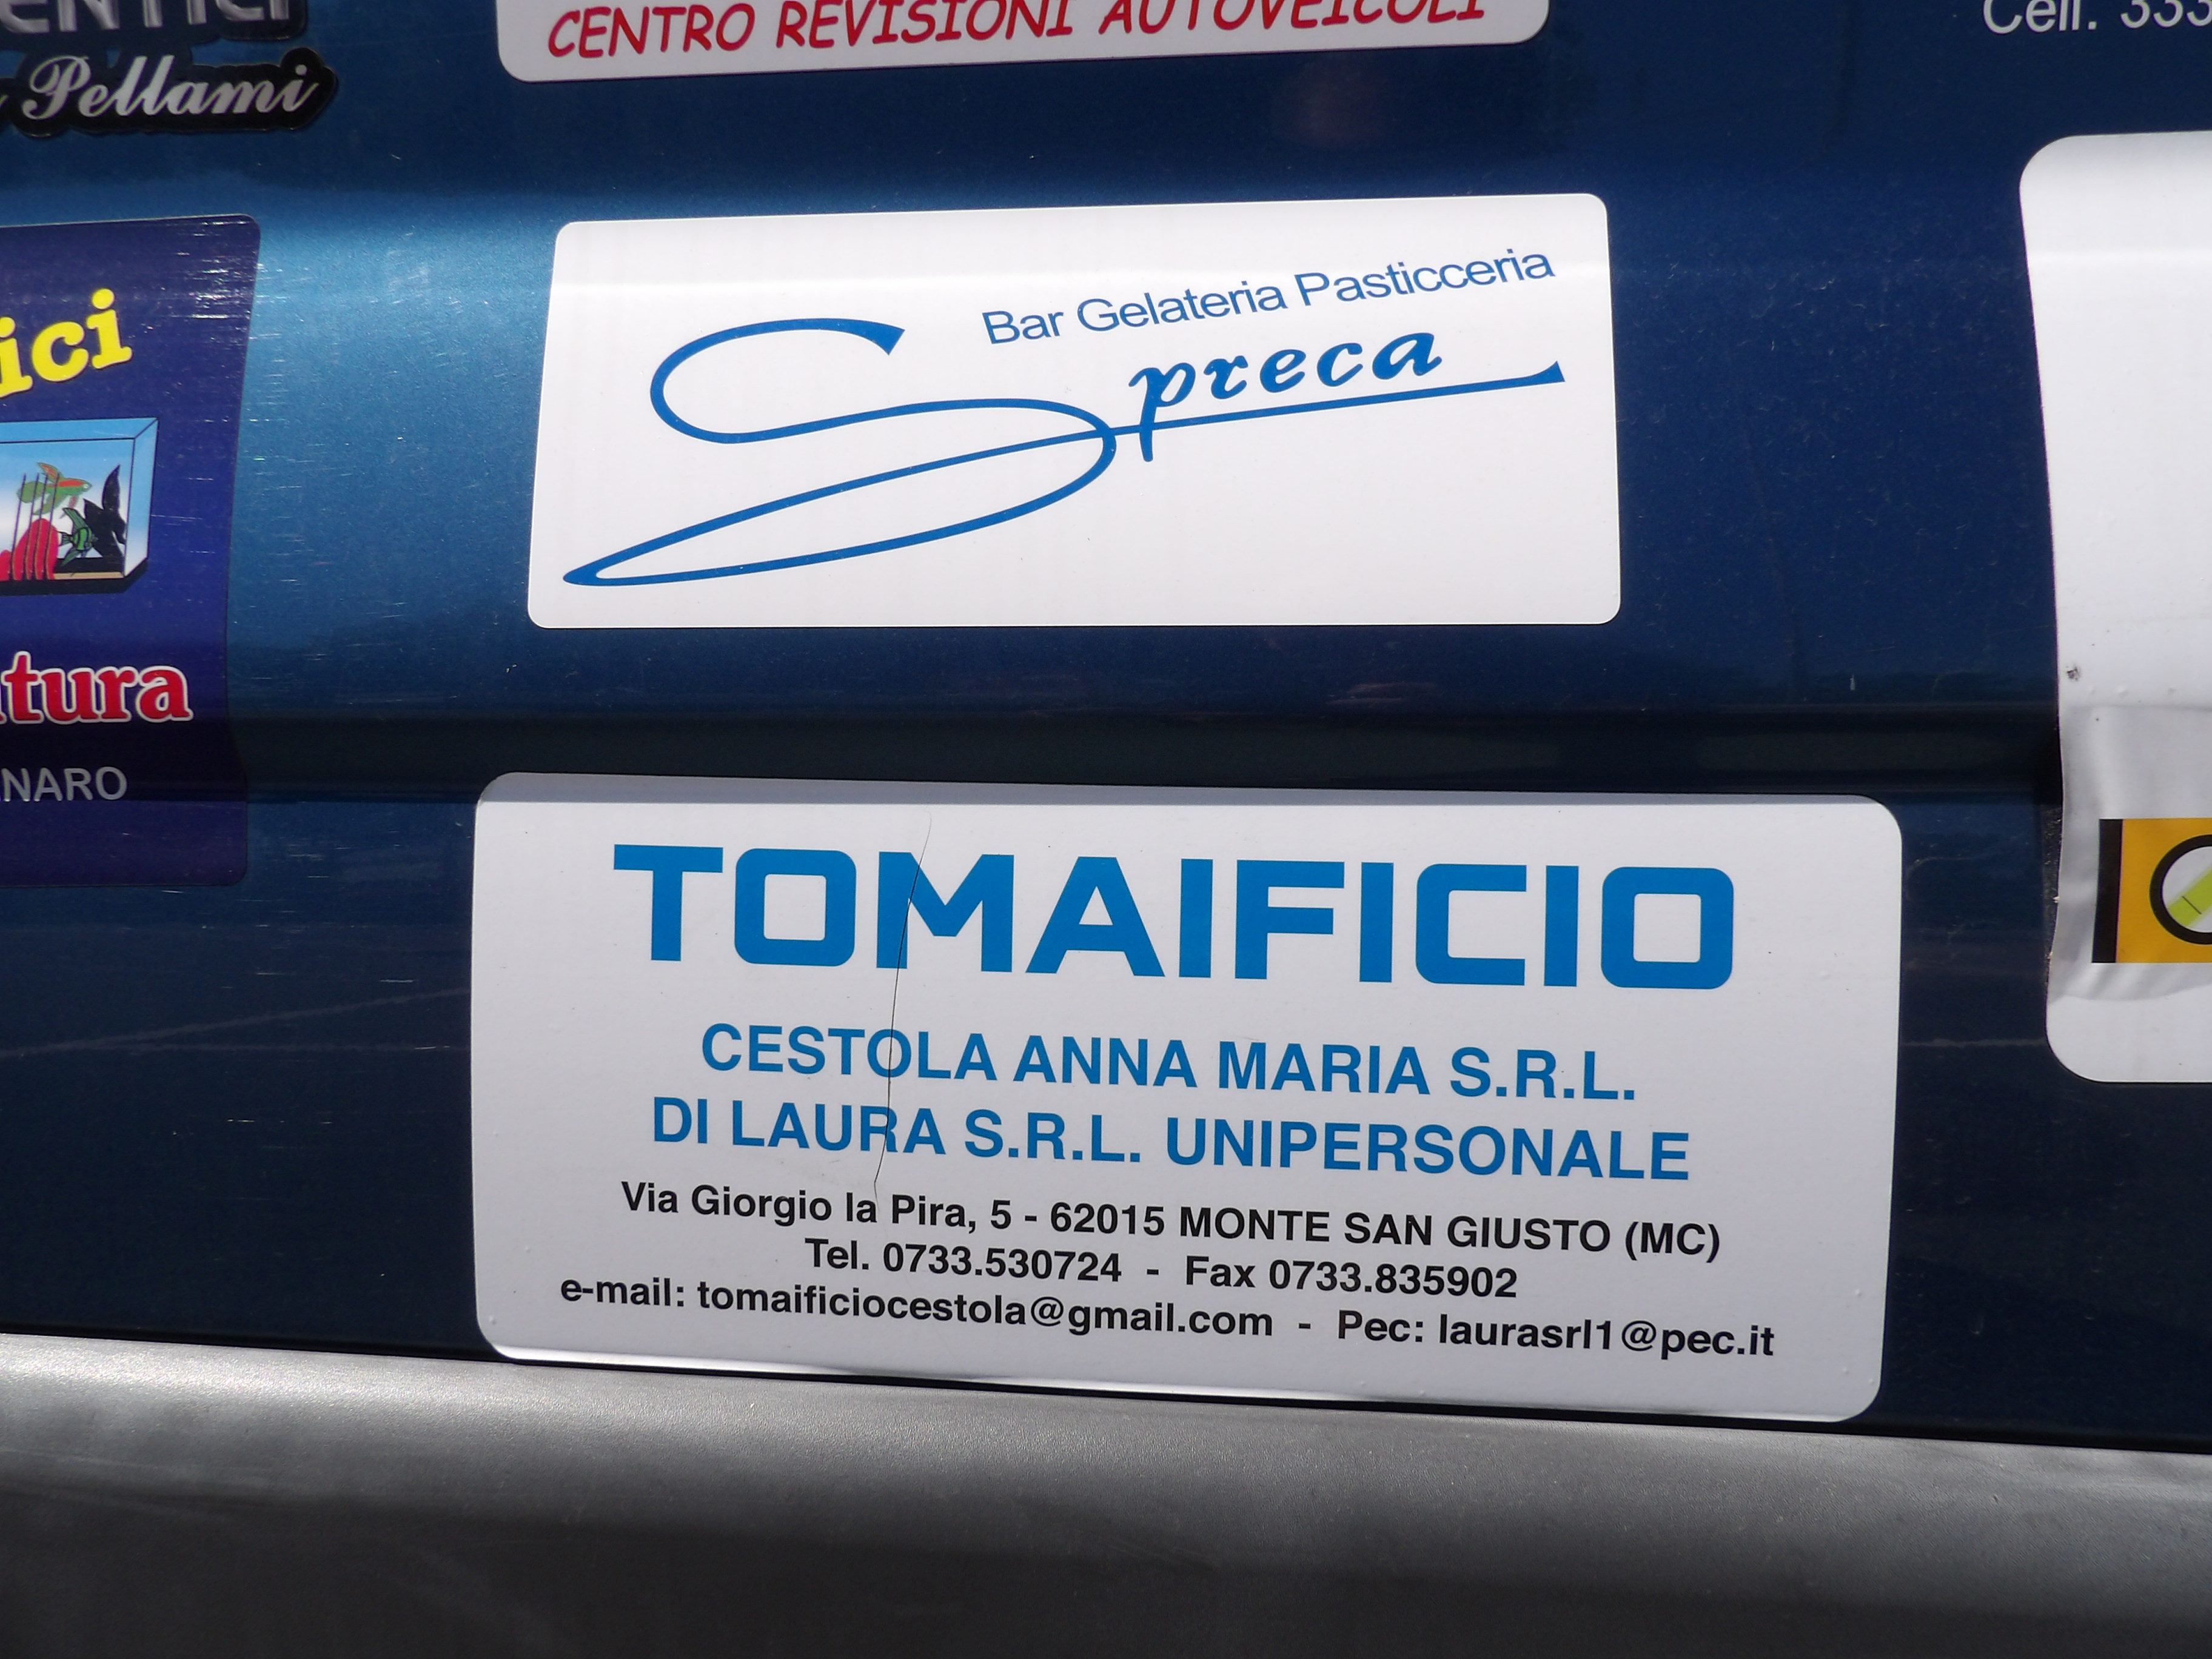 Pellami
CENTRO REVISIONI AUTOVEICOLI
Cell. 333
Bar Gelateria Pasticceria
Spreca
ici
tura
NARO
TOMAIFICIO
CESTOLA ANNA MARIA S.R.L.
DI LAURA S.R.L. UNIPERSONALE
Via Giorgio la Pira, 5 - 62015 MONTE SAN GIUSTO (MC)
Tel. 0733.530724 - Fax 0733.835902
e-mail: tomaificiocestola@gmail.com - Pec: laurasrl1@pec.it